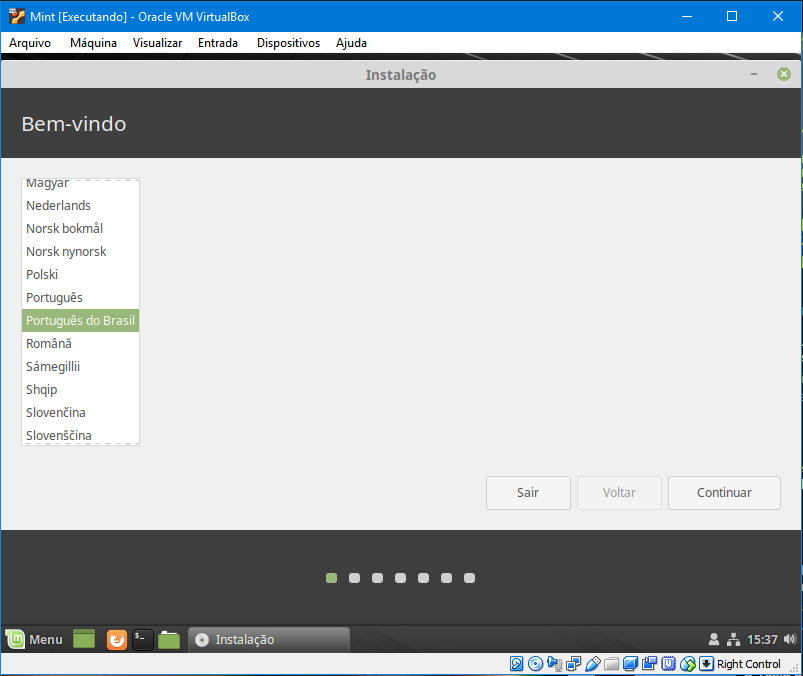 Mint [Executando] - Oracle VM VirtualBox
Arquivo Máquina Visualizar Entrada Dispositivos Ajuda
Instalação
Bem-vindo
Magyar
Nederlands
Norsk bokmål
Norsk nynorsk
Polski
Português
Português do Brasil
Română
Sámegillii
Shqip
Slovenčina
Slovenščina
Sair Voltar Continuar
Menu Instalação 15:37
Right Control